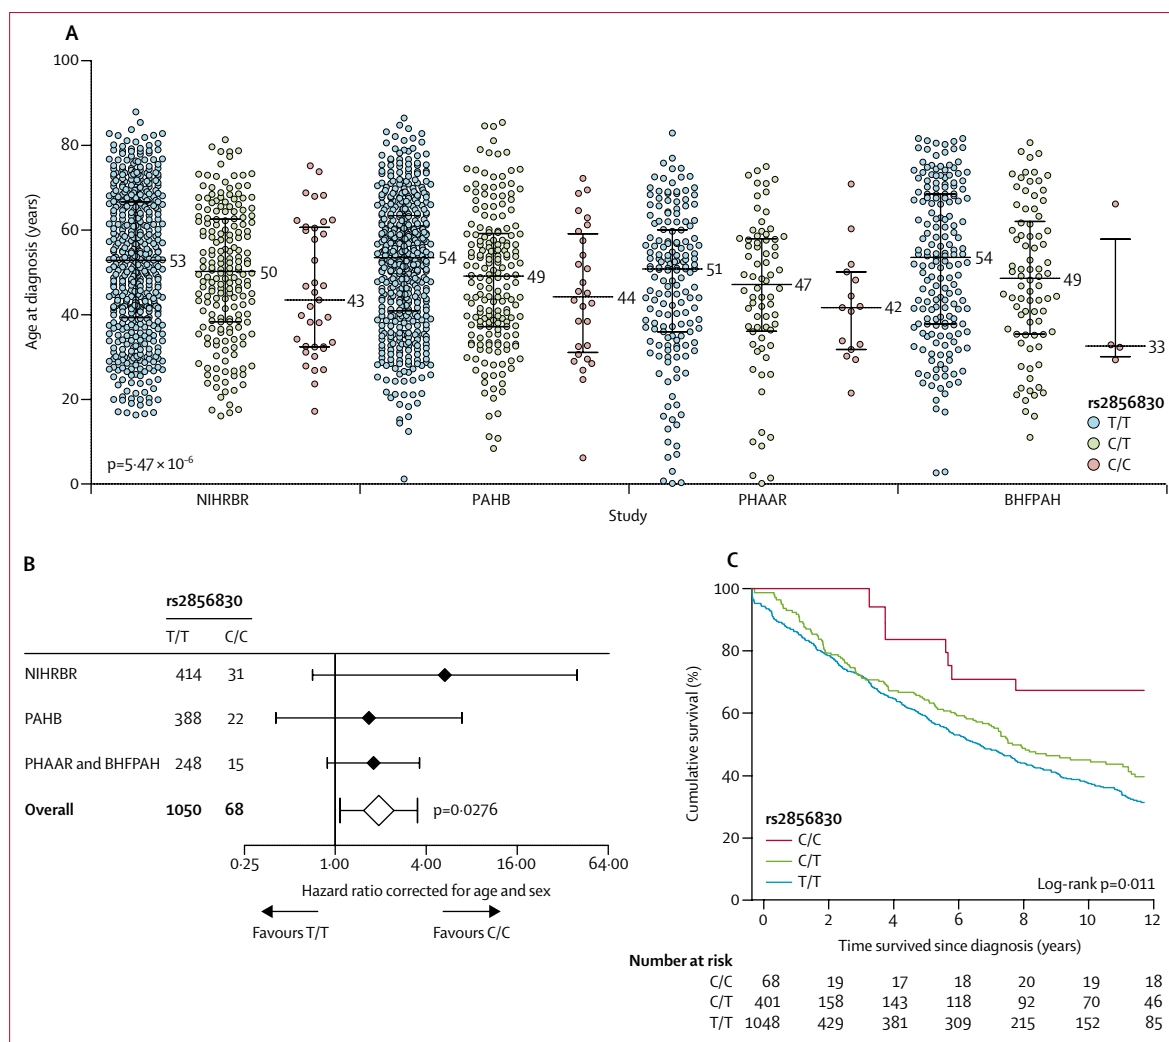 A
100
80
60
40
20
0
Age at diagnosis (years)
53
50
43
54
49
44
51
47
42
54
49
33
rs2856830
T/T
C/T
C/C
p=5·47 × 10⁻⁶
NIHRBR
PAHB
PHAAR
BHFPAH
Study
B
rs2856830
T/T C/C
NIHRBR 414 31
PAHB 388 22
PHAAR and BHFPAH 248 15
Overall 1050 68
p=0·0276
0·25 1·00 4·00 16·00 64·00
Hazard ratio corrected for age and sex
Favours T/T Favours C/C
C
100
80
60
40
20
0
Cumulative survival (%)
rs2856830
C/C
C/T
T/T
Log-rank p=0·011
0 2 4 6 8 10 12
Time survived since diagnosis (years)
Number at risk
C/C 68 19 17 18 20 19 18
C/T 401 158 143 118 92 70 46
T/T 1048 429 381 309 215 152 85